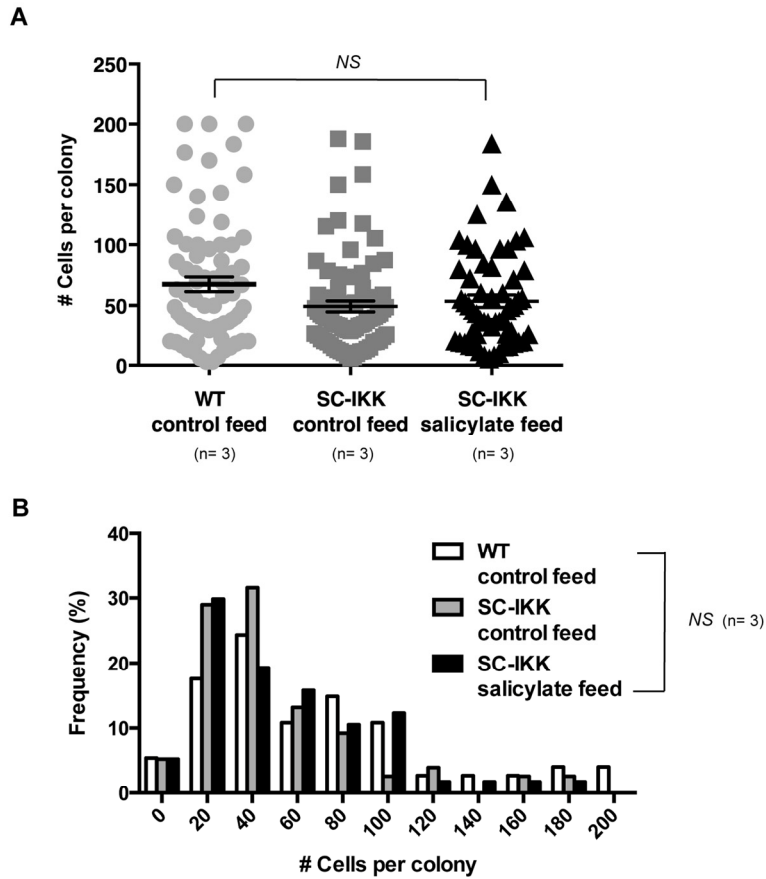 A
NS
250
200
150
100
50
0
# Cells per colony
WT
control feed
(n= 3)
SC-IKK
control feed
(n= 3)
SC-IKK
salicylate feed
(n= 3)
B
40
30
20
10
0
Frequency (%)
WT
control feed
SC-IKK
control feed
SC-IKK
salicylate feed
NS (n= 3)
0
20
40
60
80
100
120
140
160
180
200
# Cells per colony